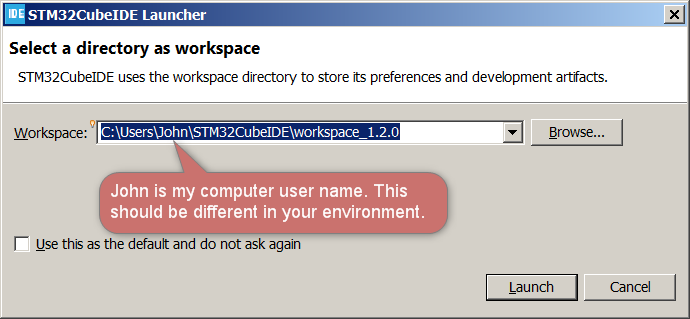 IDE STM32CubeIDE Launcher
Select a directory as workspace
STM32CubeIDE uses the workspace directory to store its preferences and development artifacts.
Workspace: C:\Users\John\STM32CubeIDE\workspace_1.2.0 Browse...
John is my computer user name. This
should be different in your environment.
Use this as the default and do not ask again
Launch Cancel